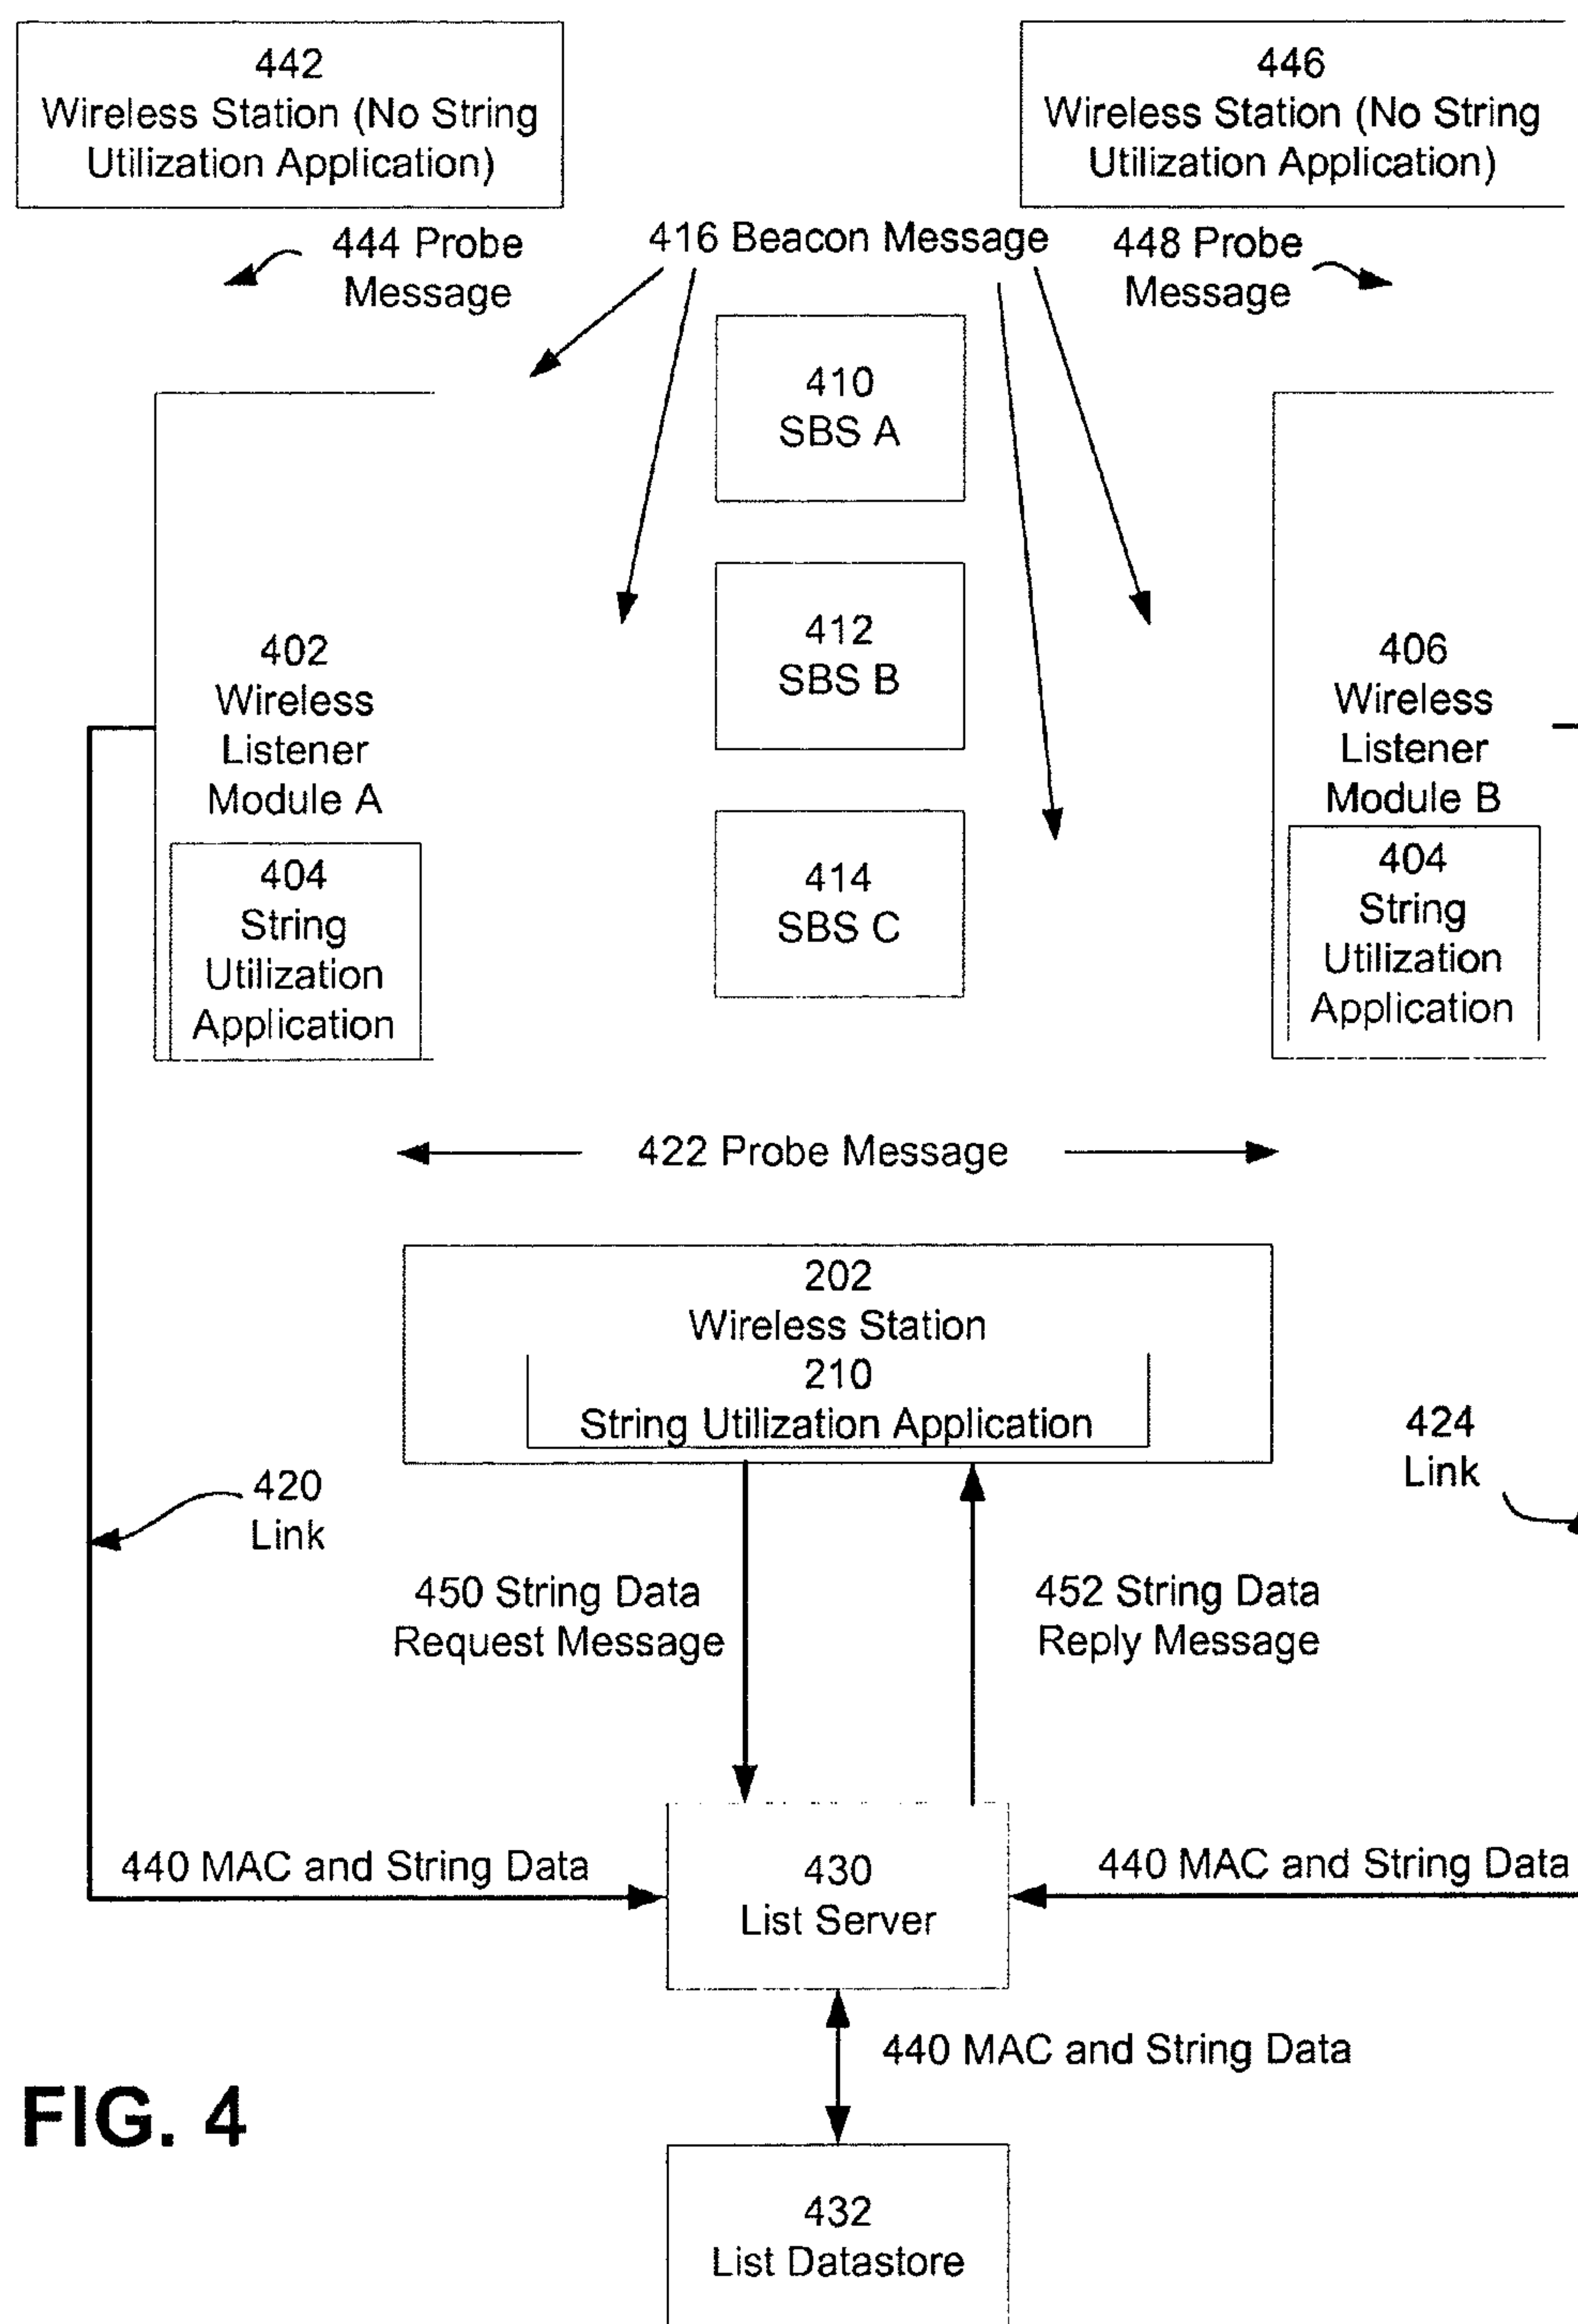 442
Wireless Station (No String
Utilization Application)
446
Wireless Station (No String
Utilization Application)
444 Probe
Message
416 Beacon Message
448 Probe
Message
410
SBS A
412
SBS B
414
SBS C
402
Wireless
Listener
Module A
404
String
Utilization
Application
406
Wireless
Listener
Module B
404
String
Utilization
Application
422 Probe Message
202
Wireless Station
210
String Utilization Application
420
Link
424
Link
450 String Data
Request Message
452 String Data
Reply Message
440 MAC and String Data
430
List Server
440 MAC and String Data
440 MAC and String Data
432
List Datastore
FIG. 4